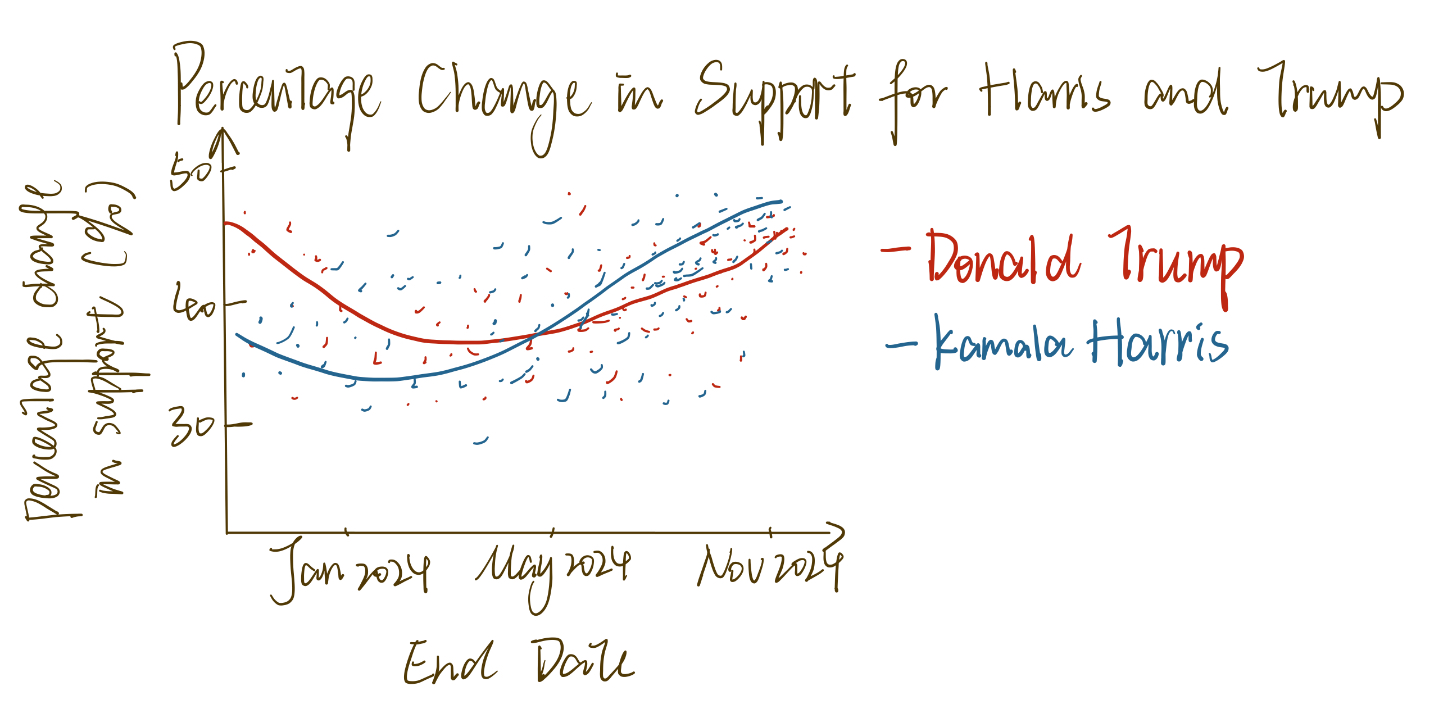 Percentage Change in Support for Harris and Trump
Percentage change
in support (%)
50
40
30
Jan 2024
May 2024
Nov 2024
End Date
Donald Trump
Kamala Harris